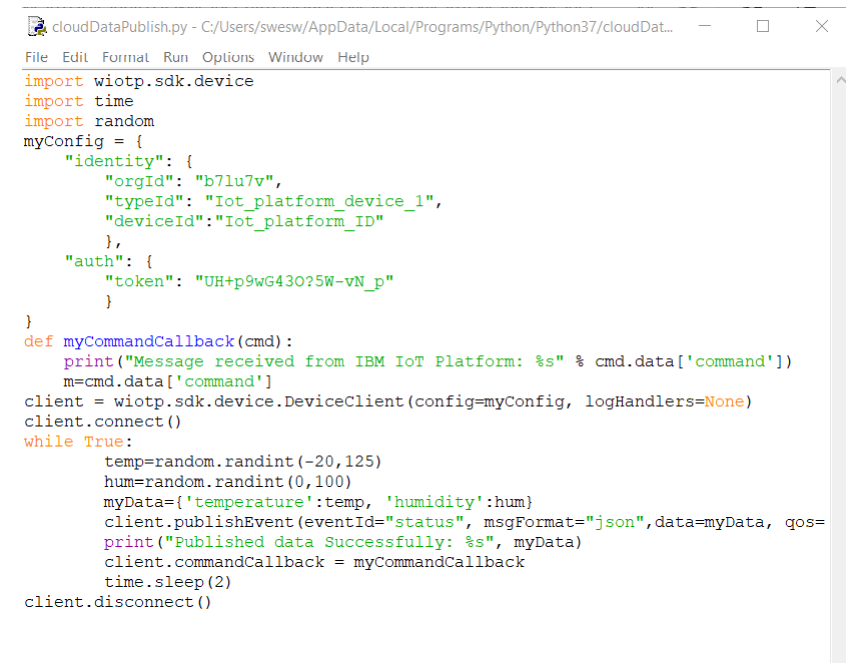 cloudDataPublish.py - C:/Users/swesw/AppData/Local/Programs/Python/Python37/cloudDat...
File Edit Format Run Options Window Help
import wiotp.sdk.device
import time
import random
myConfig = {
    "identity": {
        "orgId": "b7lu7v",
        "typeId": "Iot_platform_device_1",
        "deviceId":"Iot_platform_ID"
        },
    "auth": {
        "token": "UH+p9wG43O?5W-vN_p"
        }
}
def myCommandCallback(cmd):
    print("Message received from IBM IoT Platform: %s" % cmd.data['command'])
    m=cmd.data['command']
client = wiotp.sdk.device.DeviceClient(config=myConfig, logHandlers=None)
client.connect()
while True:
        temp=random.randint(-20,125)
        hum=random.randint(0,100)
        myData={'temperature':temp, 'humidity':hum}
        client.publishEvent(eventId="status", msgFormat="json",data=myData, qos=
        print("Published data Successfully: %s", myData)
        client.commandCallback = myCommandCallback
        time.sleep(2)
client.disconnect()